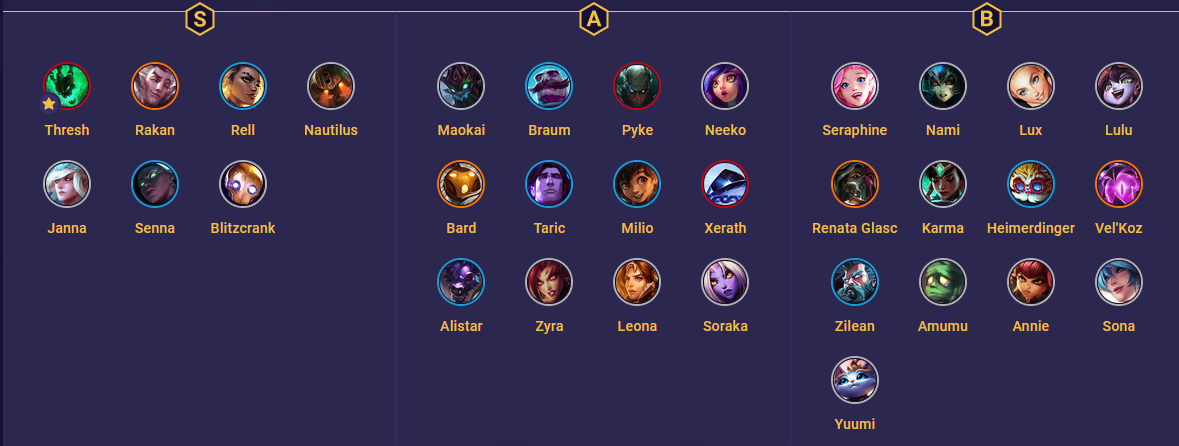 S
A
B
Thresh Rakan Rell Nautilus
Janna Senna Blitzcrank
Maokai Braum Pyke Neeko
Bard Taric Milio Xerath
Alistar Zyra Leona Soraka
Seraphine Nami Lux Lulu
Renata Glasc Karma Heimerdinger Vel'Koz
Zilean Amumu Annie Sona
Yuumi